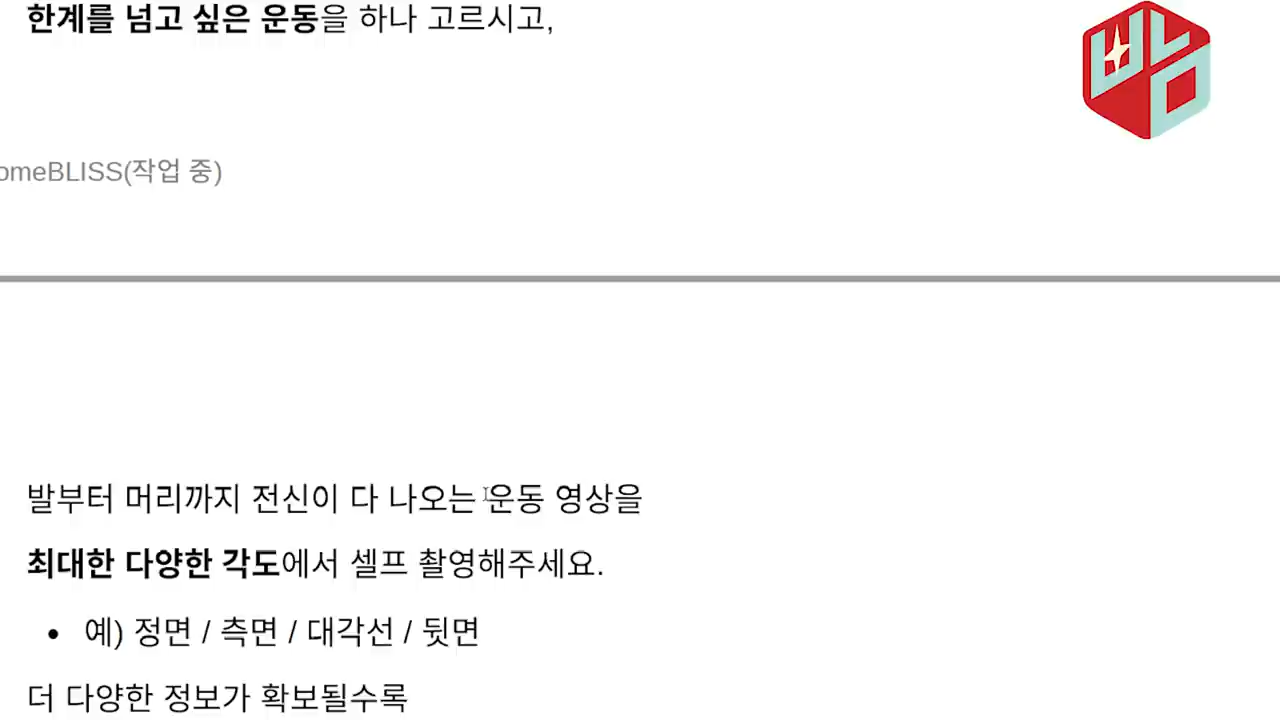 한계를 넘고 싶은 운동을 하나 고르시고,
omeBLISS(작업 중)
발부터 머리까지 전신이 다 나오는 운동 영상을
최대한 다양한 각도에서 셀프 촬영해주세요.
• 예) 정면 / 측면 / 대각선 / 뒷면
더 다양한 정보가 확보될수록